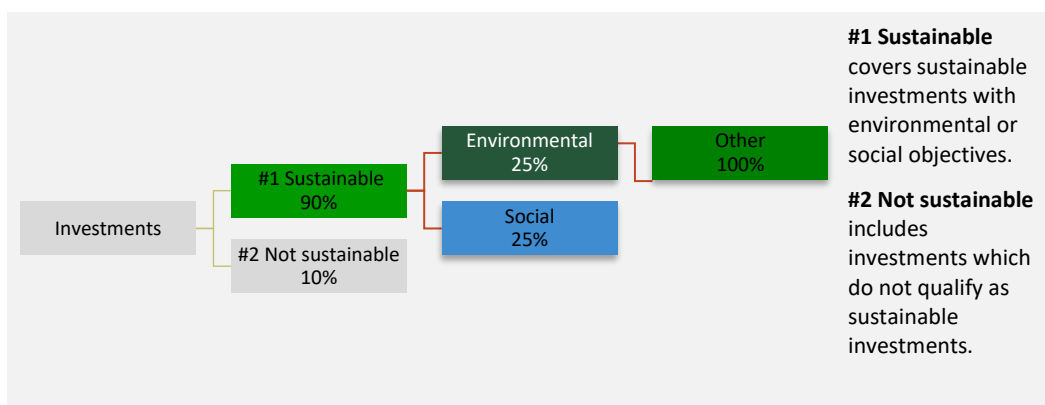 Investments
#1 Sustainable
90%
#2 Not sustainable
10%
Environmental
25%
Social
25%
Other
100%
#1 Sustainable
covers sustainable
investments with
environmental or
social objectives.
#2 Not sustainable
includes
investments which
do not qualify as
sustainable
investments.